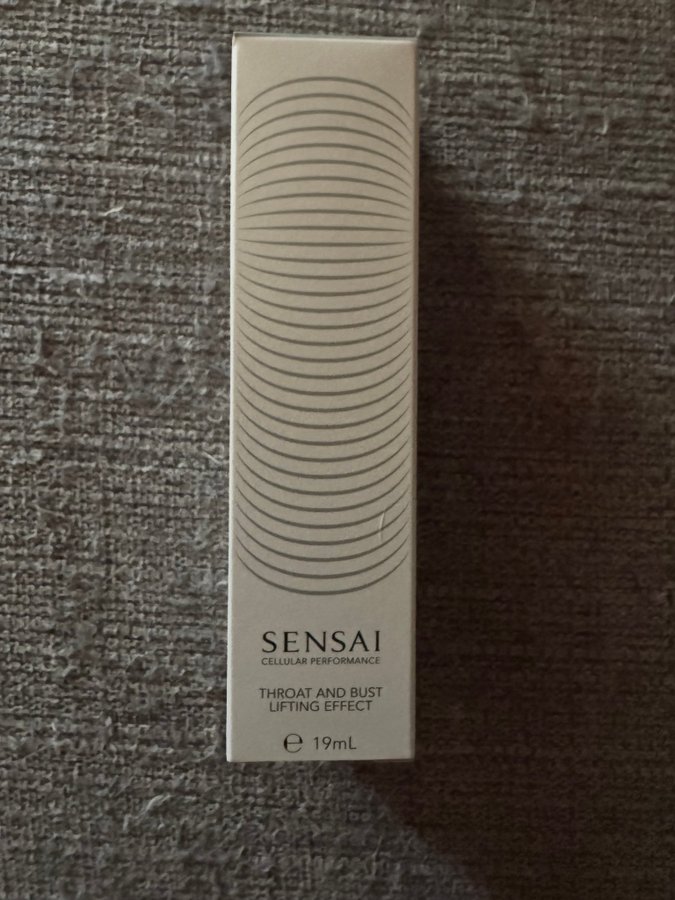 SENSAI
CELLULAR PERFORMANCE
THROAT AND BUST
LIFTING EFFECT
℮ 19mL